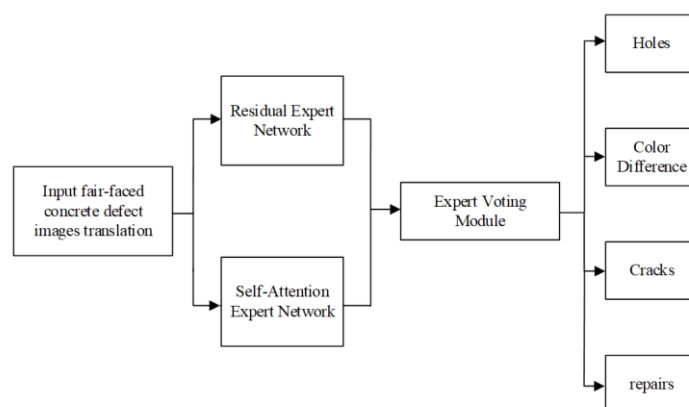 Input fair-faced
concrete defect
images translation
Residual Expert
Network
Self-Attention
Expert Network
Expert Voting
Module
Holes
Color
Difference
Cracks
repairs